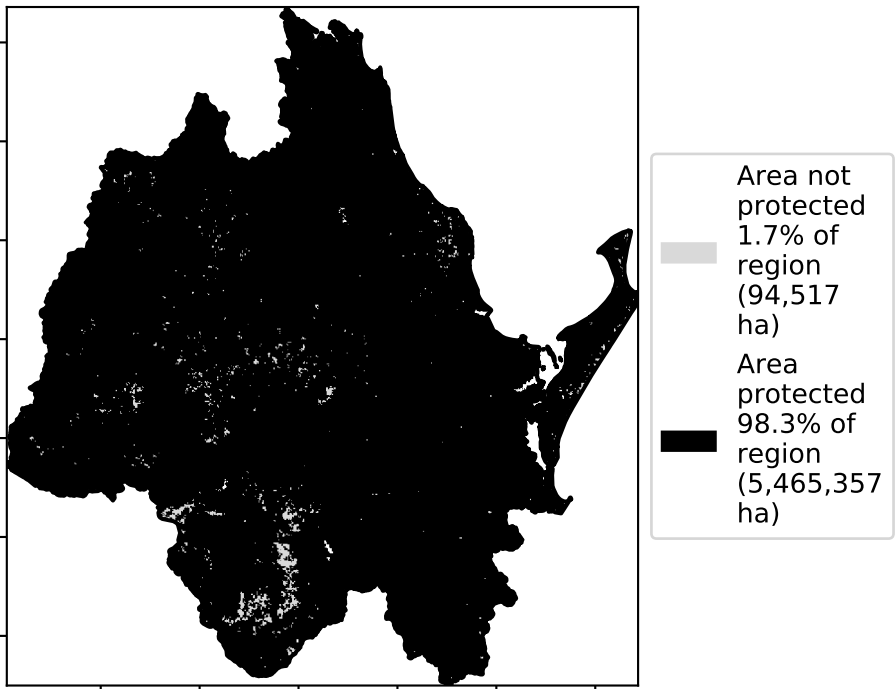 Area not
protected
1.7% of
region
(94,517
ha)
Area
protected
98.3% of
region
(5,465,357
ha)